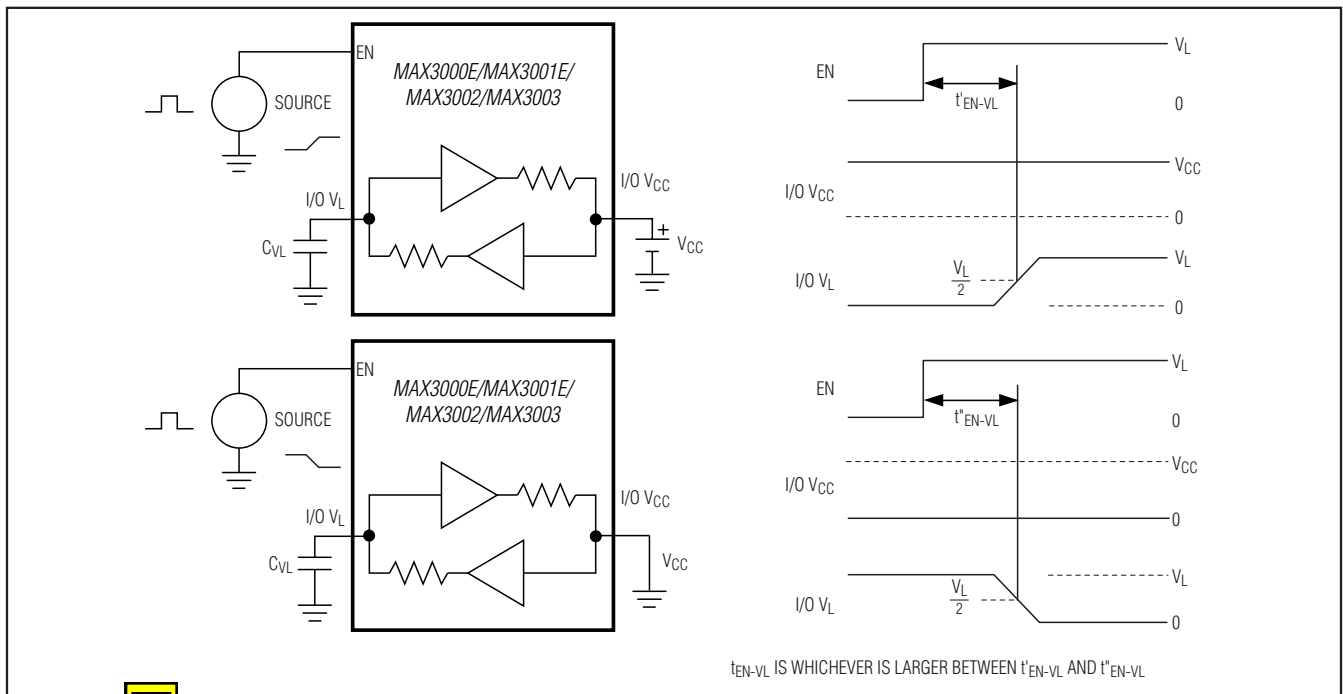 EN
MAX3000E/MAX3001E/
MAX3002/MAX3003
SOURCE
I/O VL
I/O VCC
CVL
+
VCC
EN
VL
t'EN-VL
0
I/O VCC
VCC
0
I/O VL
VL
2
VL
0
EN
MAX3000E/MAX3001E/
MAX3002/MAX3003
SOURCE
I/O VL
I/O VCC
CVL
VCC
EN
VL
t"EN-VL
0
I/O VCC
VCC
0
I/O VL
VL
2
VL
0
tEN-VL IS WHICHEVER IS LARGER BETWEEN t'EN-VL AND t"EN-VL